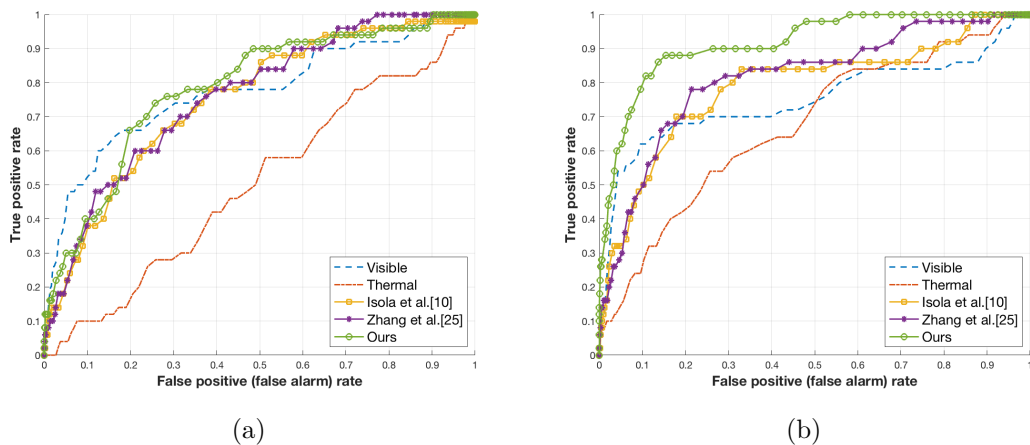 True positive rate
1
0.9
0.8
0.7
0.6
0.5
0.4
0.3
0.2
0.1
0
0 0.1 0.2 0.3 0.4 0.5 0.6 0.7 0.8 0.9 1
False positive (false alarm) rate
Visible
Thermal
Isola et al.[10]
Zhang et al.[25]
Ours
(a)
True positive rate
1
0.9
0.8
0.7
0.6
0.5
0.4
0.3
0.2
0.1
0
0 0.1 0.2 0.3 0.4 0.5 0.6 0.7 0.8 0.9 1
False positive (false alarm) rate
Visible
Thermal
Isola et al.[10]
Zhang et al.[25]
Ours
(b)